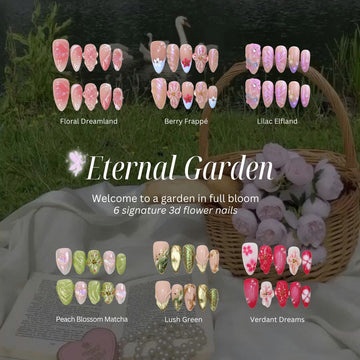 Floral Dreamland
Berry Frappé
Lilac Elfland
Eternal Garden
Welcome to a garden in full bloom
6 signature 3d flower nails
Peach Blossom Matcha
Lush Green
Verdant Dreams